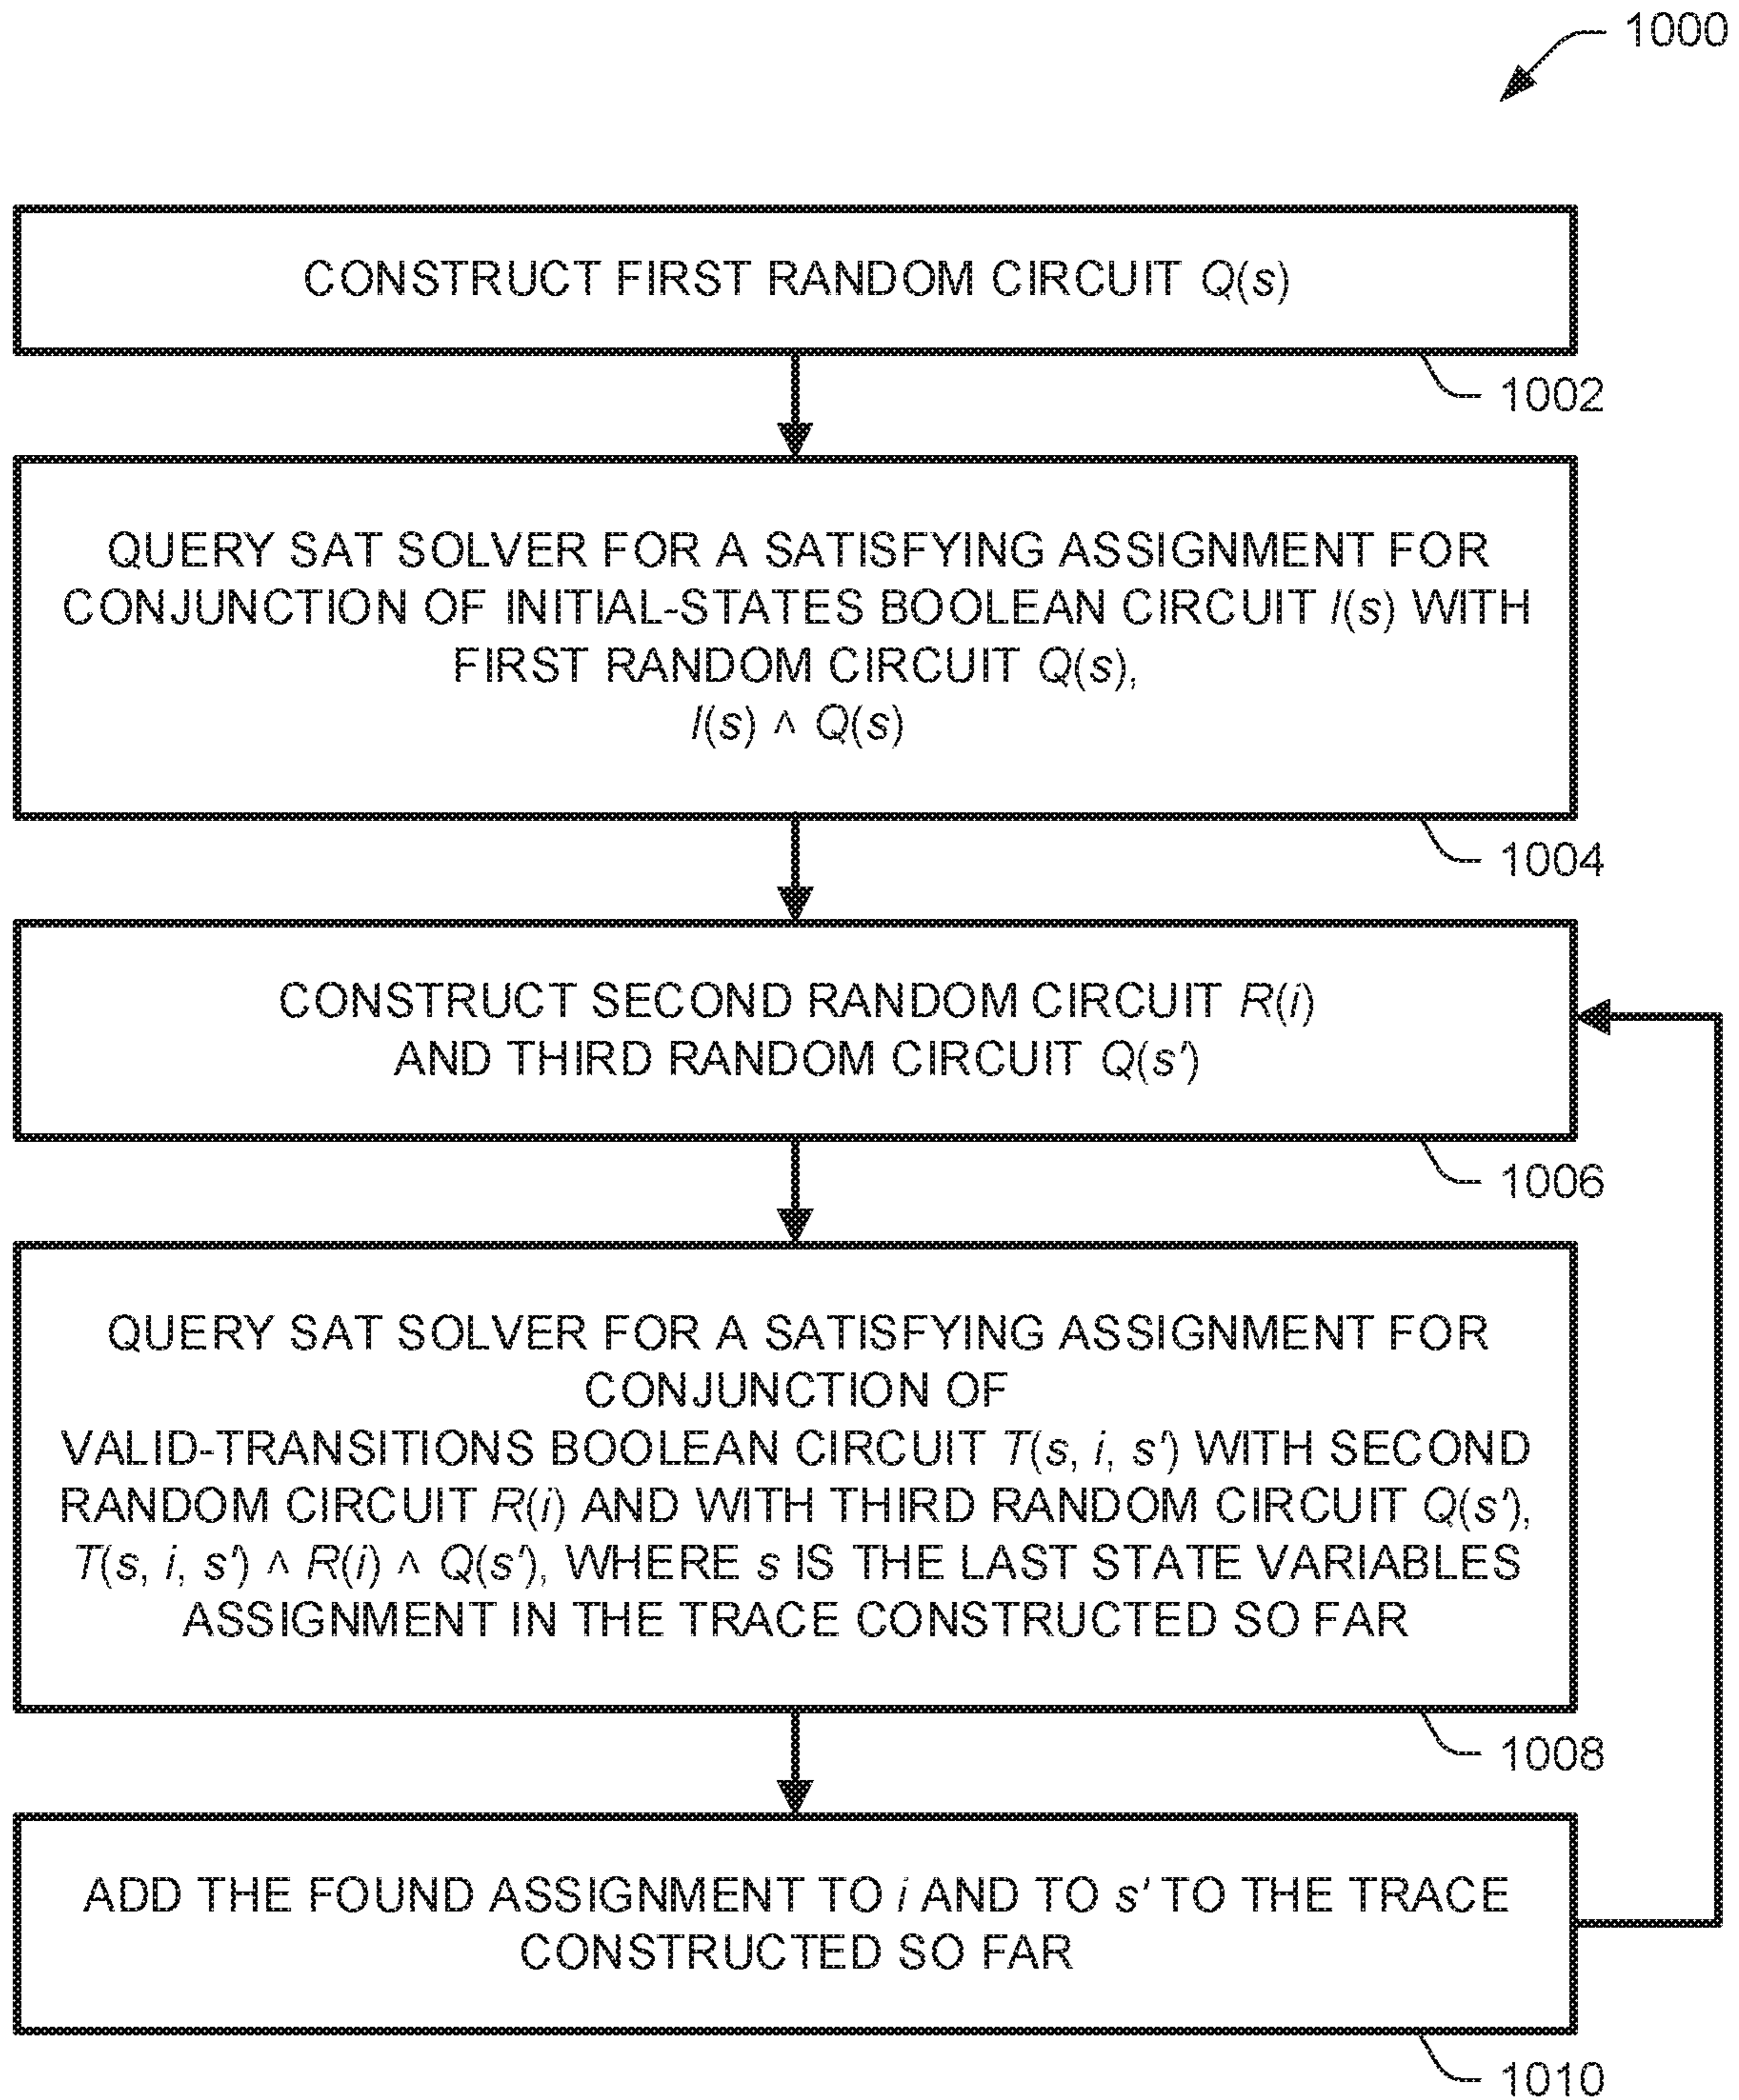 1000
CONSTRUCT FIRST RANDOM CIRCUIT Q(s)
1002
QUERY SAT SOLVER FOR A SATISFYING ASSIGNMENT FOR
CONJUNCTION OF INITIAL-STATES BOOLEAN CIRCUIT I(s) WITH
FIRST RANDOM CIRCUIT Q(s),
I(s) ∧ Q(s)
1004
CONSTRUCT SECOND RANDOM CIRCUIT R(i)
AND THIRD RANDOM CIRCUIT Q(s')
1006
QUERY SAT SOLVER FOR A SATISFYING ASSIGNMENT FOR
CONJUNCTION OF
VALID-TRANSITIONS BOOLEAN CIRCUIT T(s, i, s') WITH SECOND
RANDOM CIRCUIT R(i) AND WITH THIRD RANDOM CIRCUIT Q(s'),
T(s, i, s') ∧ R(i) ∧ Q(s'), WHERE s IS THE LAST STATE VARIABLES
ASSIGNMENT IN THE TRACE CONSTRUCTED SO FAR
1008
ADD THE FOUND ASSIGNMENT TO i AND TO s' TO THE TRACE
CONSTRUCTED SO FAR
1010